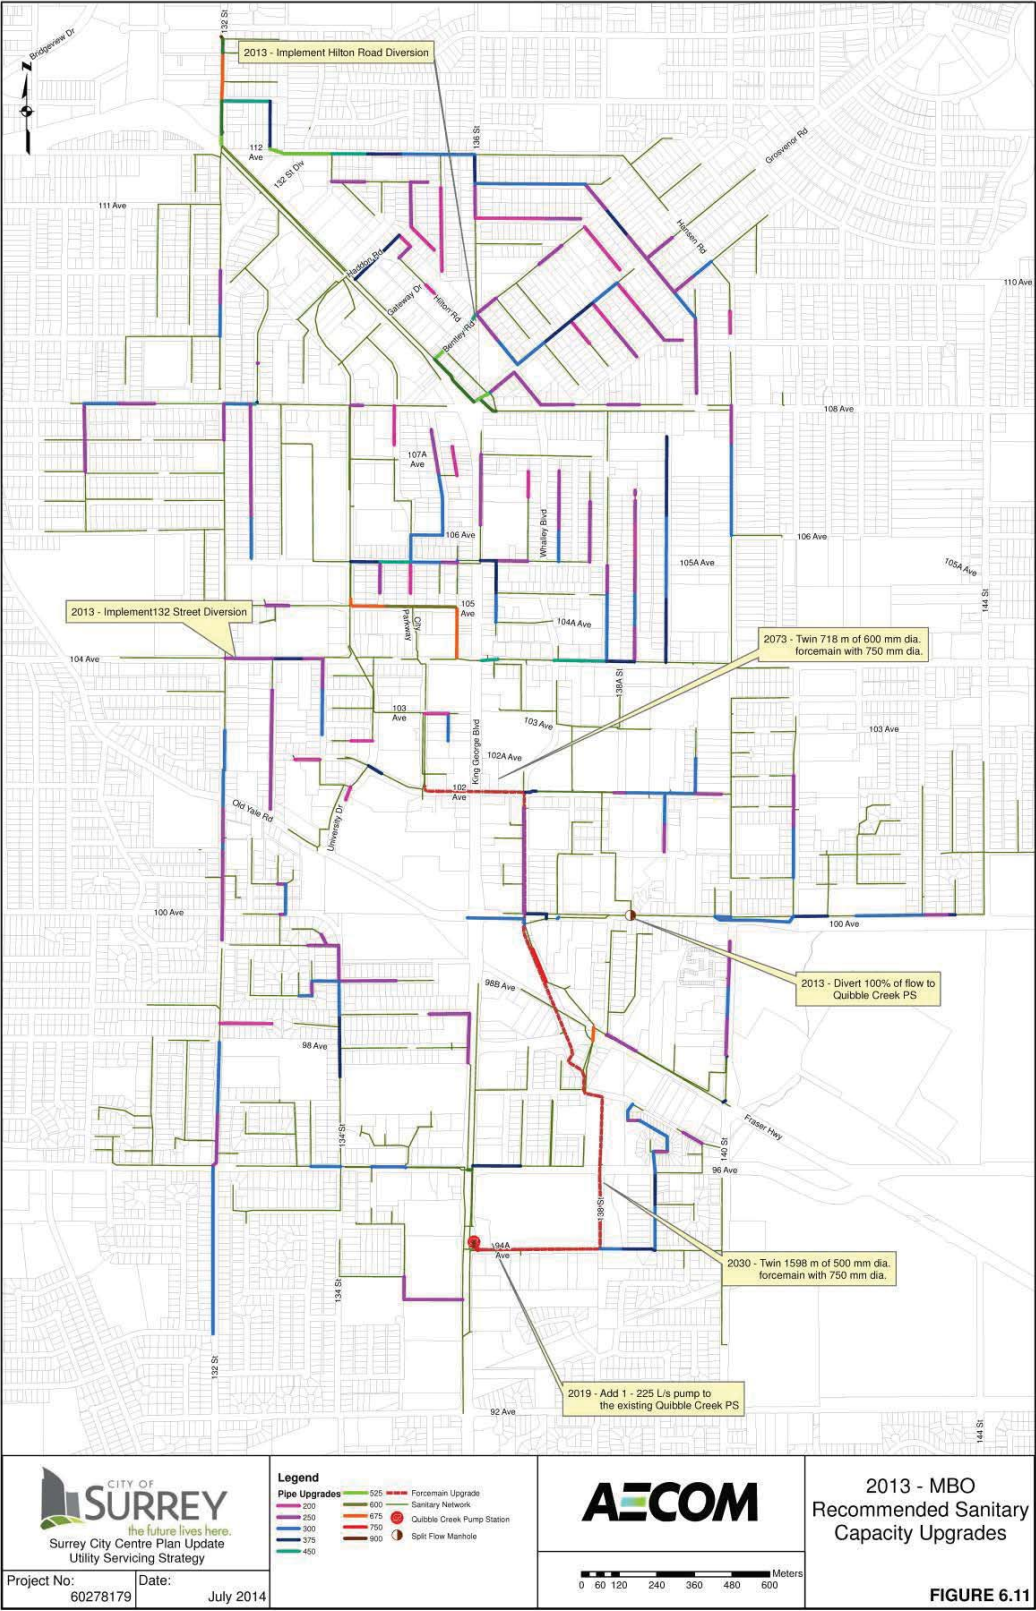 132 St
Bridgeview Dr
2013 - Implement Hilton Road Diversion
N
136 St
Grosvenor Rd
112
Ave
132 St Div
111 Ave
Hansen Rd
Haddon Rd
110 Ave
Gateway Dr
Hilton Rd
Bentley Rd
108 Ave
107A
Ave
Whalley Blvd
106 Ave
106 Ave
105A Ave
105A Ave
144 St
2013 - Implement132 Street Diversion
105
Ave
City
Parkway
104A Ave
2073 - Twin 718 m of 600 mm dia.
forcemain with 750 mm dia.
104 Ave
138A St
103
Ave
103 Ave
103 Ave
King George Blvd
102A Ave
102
Ave
Old Yale Rd
University Dr
100 Ave
100 Ave
98B Ave
2013 - Divert 100% of flow to
Quibble Creek PS
98 Ave
Fraser Hwy
134 St
140 St
96 Ave
138 St
94A
Ave
2030 - Twin 1598 m of 500 mm dia.
forcemain with 750 mm dia.
134 St
132 St
2019 - Add 1 - 225 L/s pump to
the existing Quibble Creek PS
92 Ave
144 St
CITY OF
SURREY
the future lives here.
Surrey City Centre Plan Update
Utility Servicing Strategy
Project No:
60278179
Date:
July 2014
Legend
Pipe Upgrades
200
250
300
375
450
525
600
675
750
900
Forcemain Upgrade
Sanitary Network
Quibble Creek Pump Station
Split Flow Manhole
AECOM
Meters
0 60 120 240 360 480 600
2013 - MBO
Recommended Sanitary
Capacity Upgrades
FIGURE 6.11